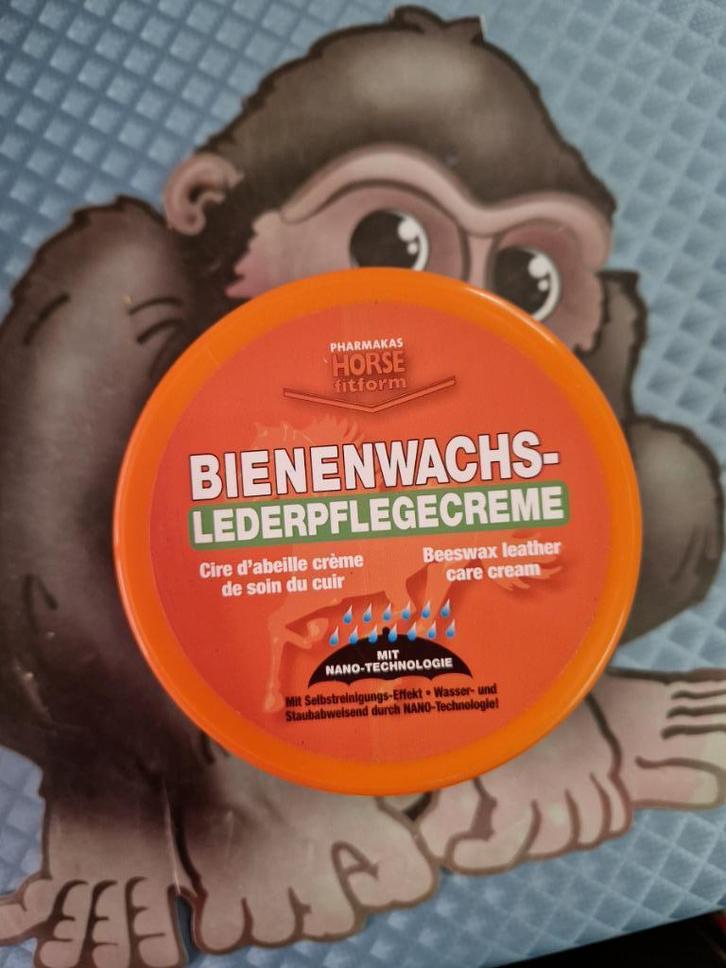 PHARMAKAS
HORSE
fitform
BIENENWACHS-
LEDERPFLEGECREME
Cire d'abeille crème
de soin du cuir
Beeswax leather
care cream
MIT
NANO-TECHNOLOGIE
Mit Selbstreinigungs-Effekt • Wasser- und
Staubabweisend durch NANO-Technologie!